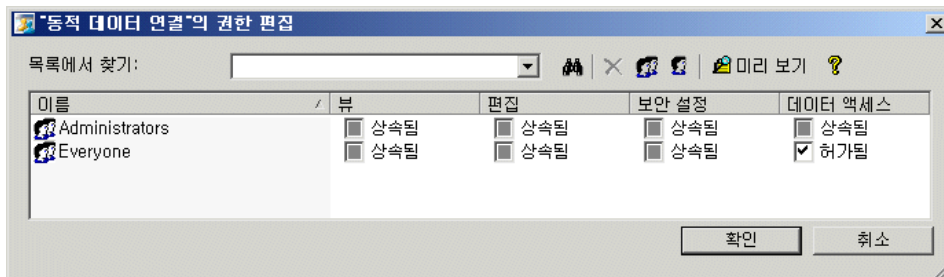 "동적 데이터 연결"의 권한 편집
목록에서 찾기:
미리 보기
이름 뷰 편집 보안 설정 데이터 액세스
Administrators 상속됨 상속됨 상속됨 상속됨
Everyone 상속됨 상속됨 상속됨 허가됨
확인 취소